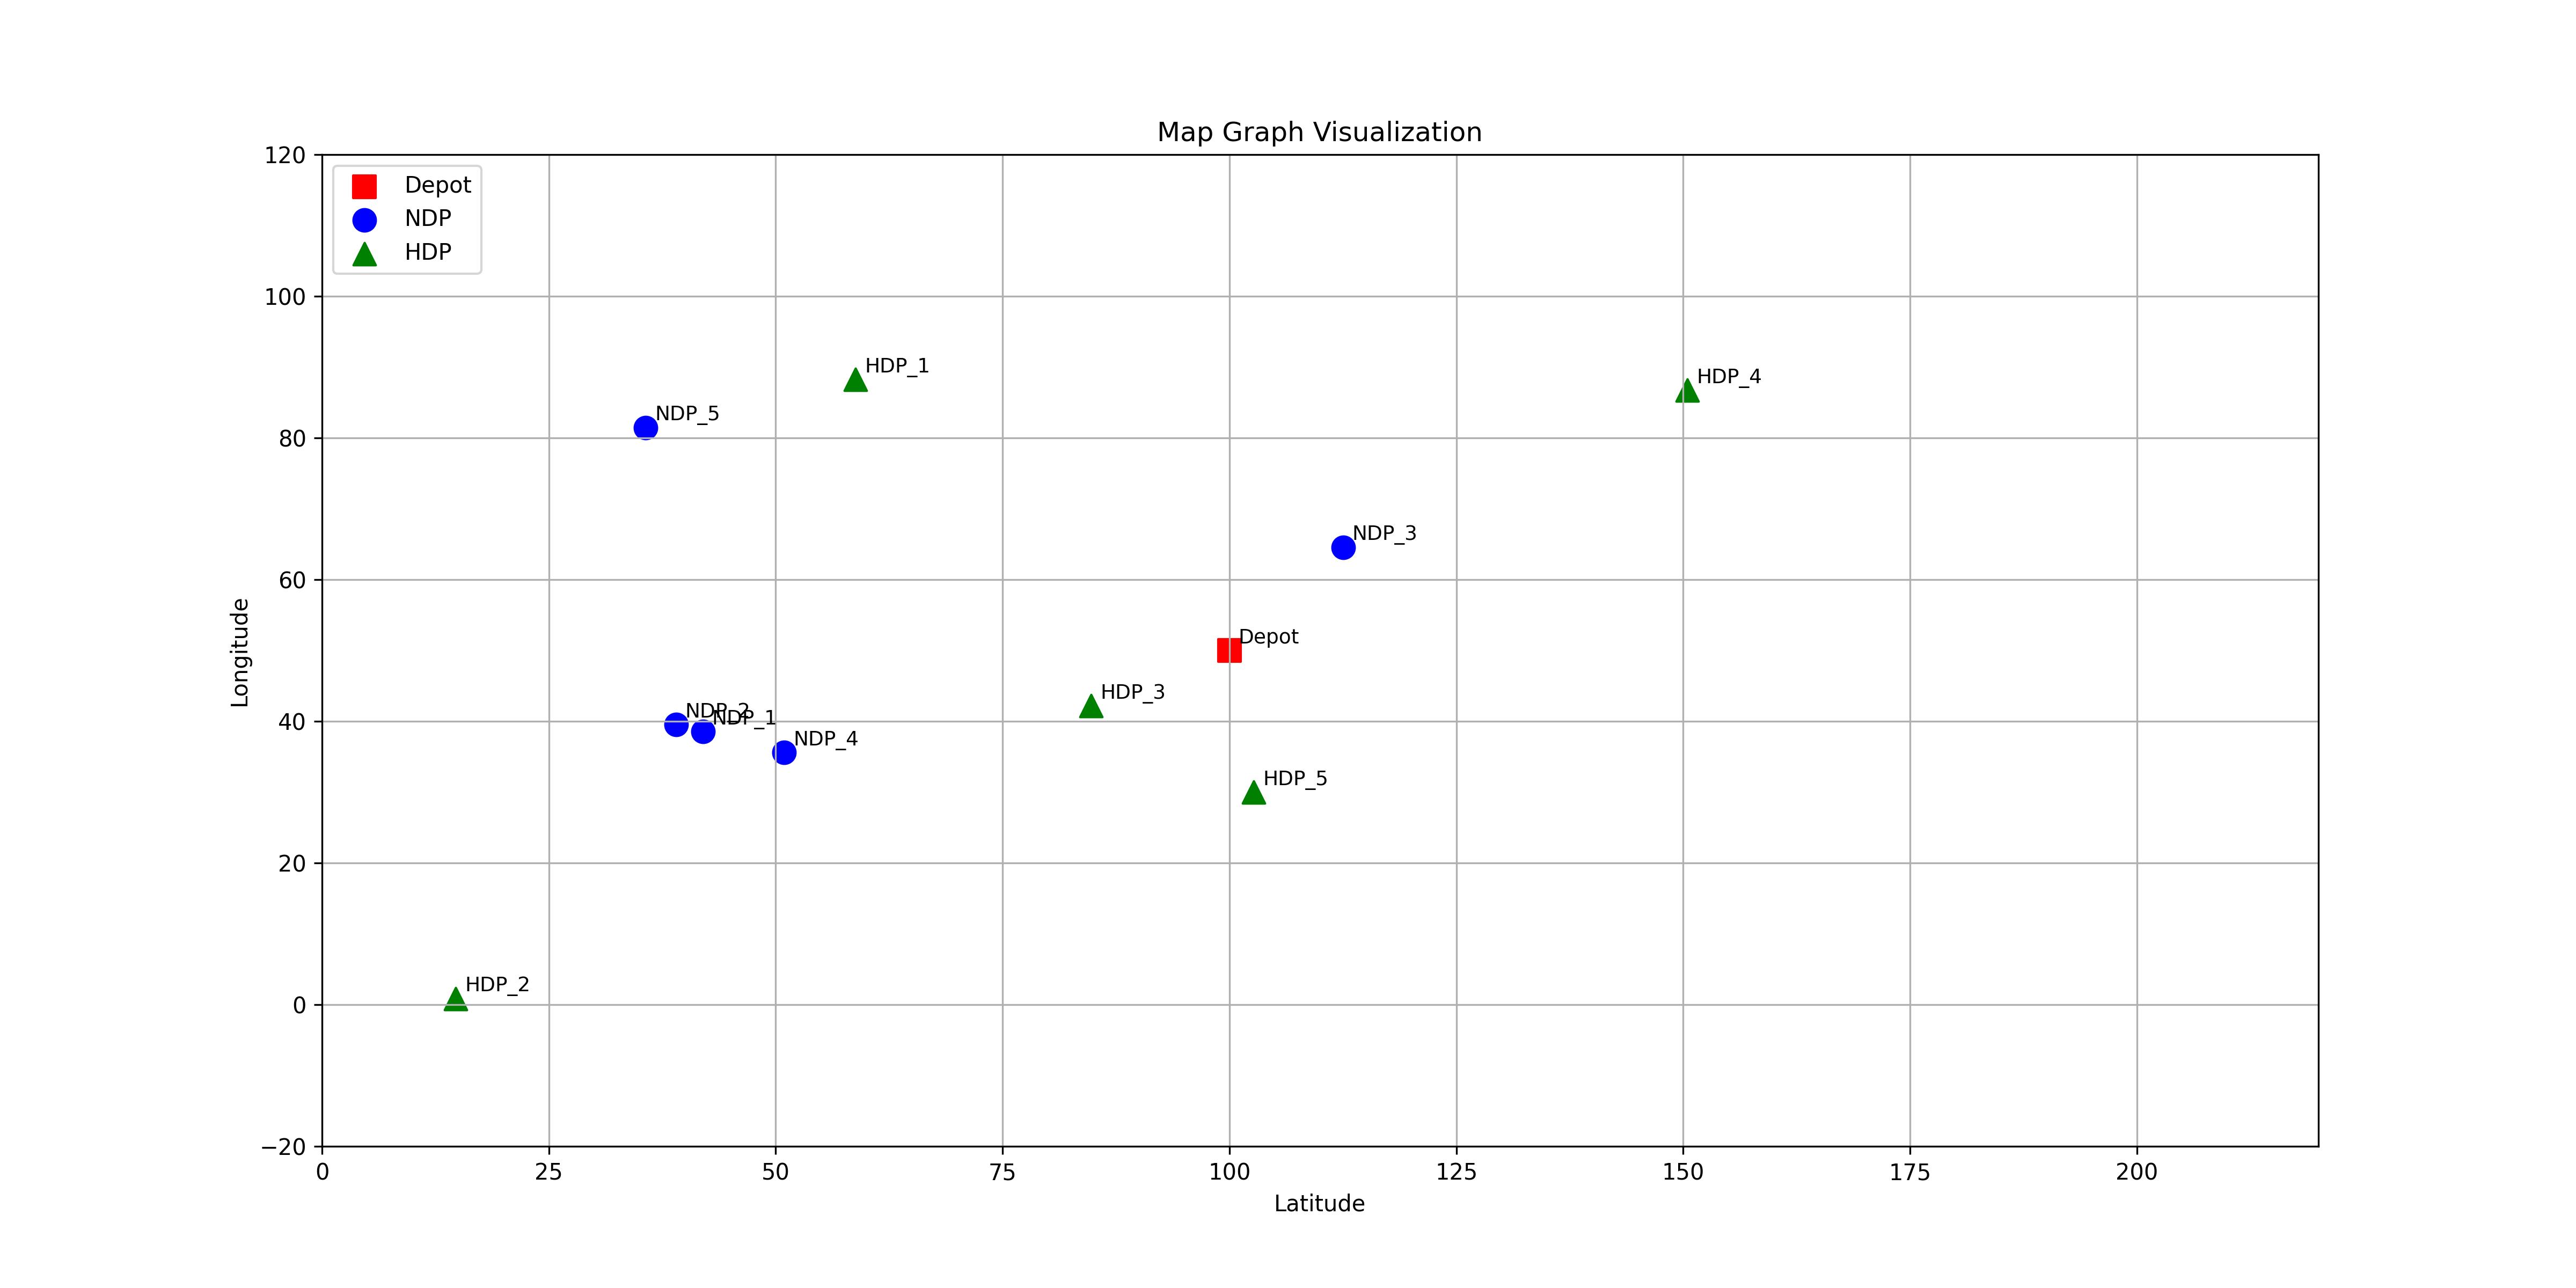 Map Graph Visualization
120
100
80
60
40
20
0
−20
Longitude
Depot
NDP
HDP
HDP_1
HDP_4
NDP_5
NDP_3
Depot
HDP_3
NDP_2
NDP_1
NDP_4
HDP_5
HDP_2
0 25 50 75 100 125 150 175 200
Latitude